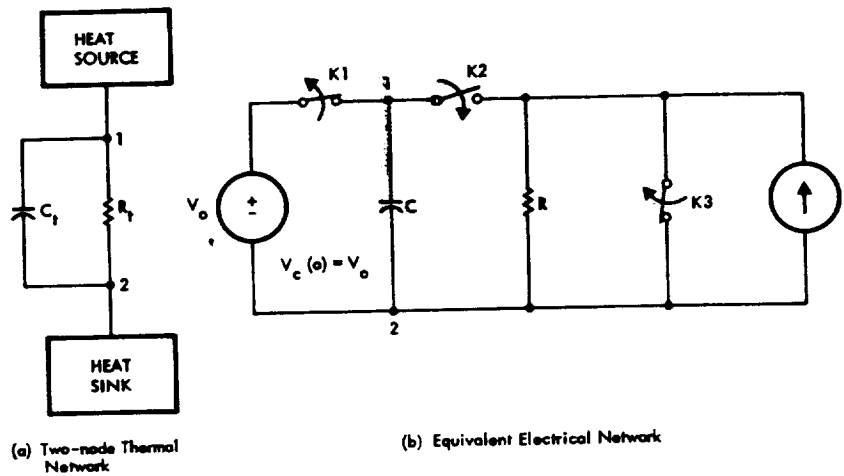 HEAT
SOURCE
1
C_t
R_t
2
HEAT
SINK
(a) Two-node Thermal
Network
K1
K2
V_o
+
-
C
R
K3
V_c (o) = V_o
2
(b) Equivalent Electrical Network